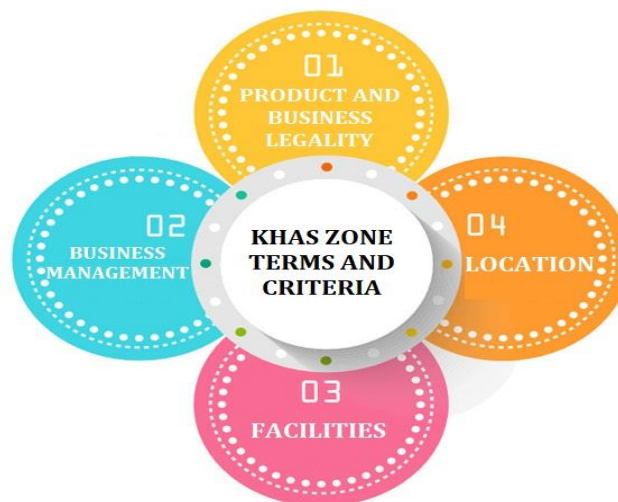 01
PRODUCT AND
BUSINESS
LEGALITY
02
BUSINESS
MANAGEMENT
KHAS ZONE
TERMS AND
CRITERIA
04
LOCATION
03
FACILITIES